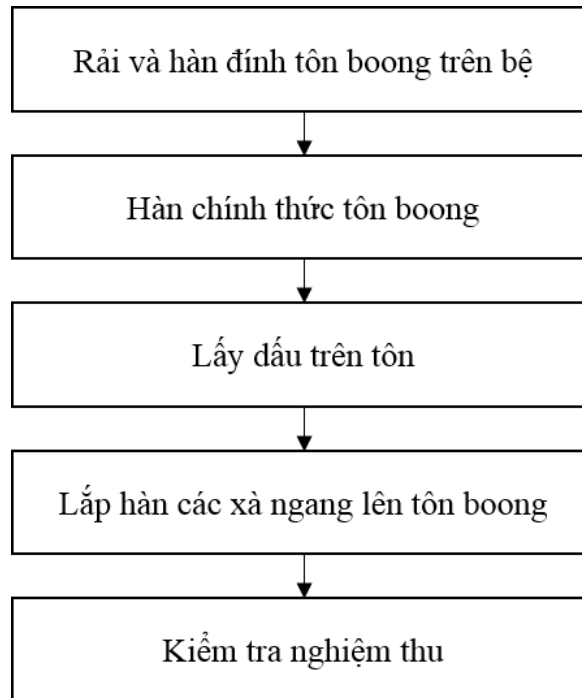 Rải và hàn đính tôn boong trên bệ
Hàn chính thức tôn boong
Lấy dấu trên tôn
Lắp hàn các xà ngang lên tôn boong
Kiểm tra nghiệm thu